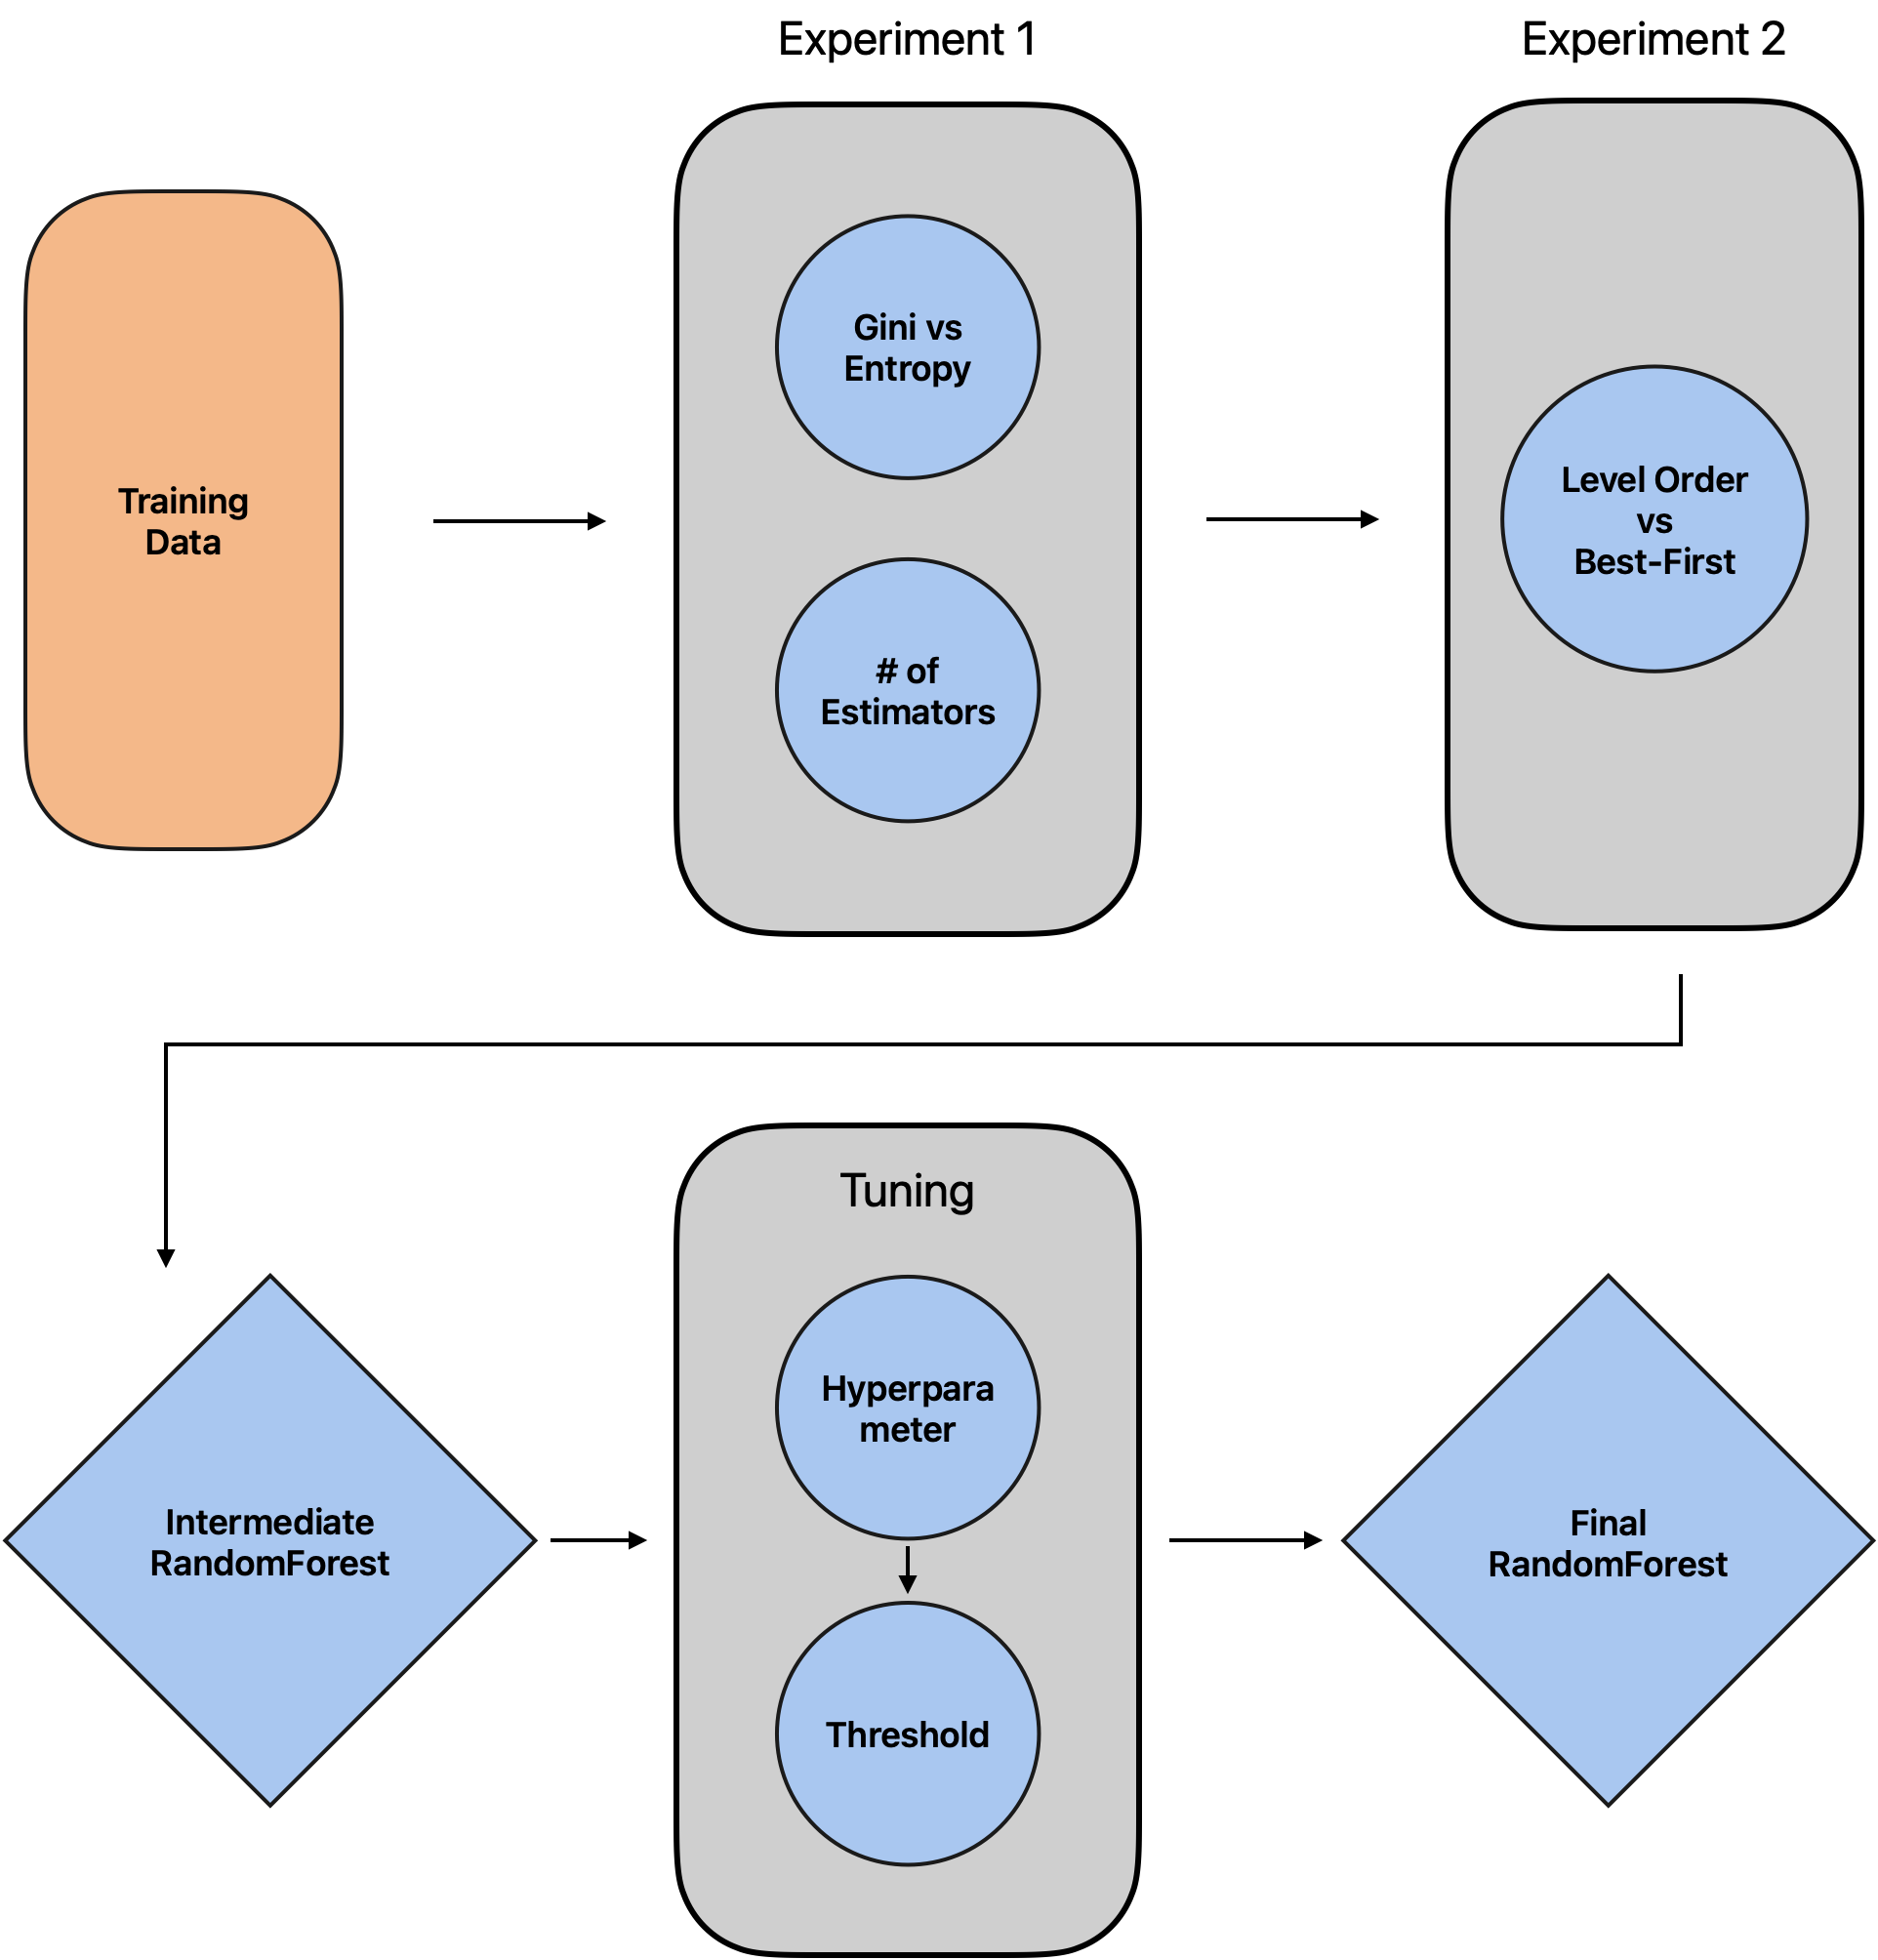 Experiment 1
Experiment 2
Training
Data
Gini vs
Entropy
# of
Estimators
Level Order
vs
Best-First
Intermediate
RandomForest
Tuning
Hyperpara
meter
Threshold
Final
RandomForest